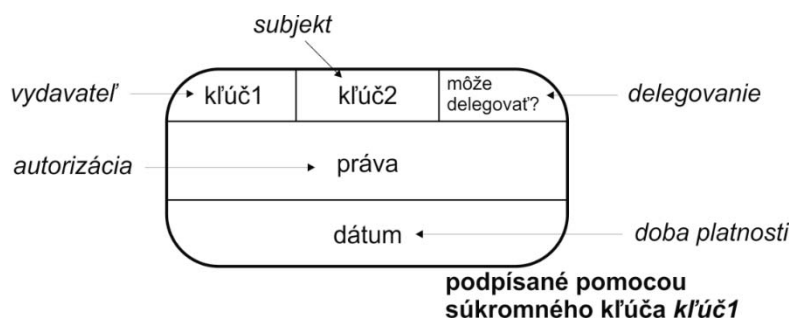 subjekt
vydavateľ
kľúč1
kľúč2
môže
delegovať?
delegovanie
autorizácia
práva
dátum
doba platnosti
podpísané pomocou
súkromného kľúča kľúč1